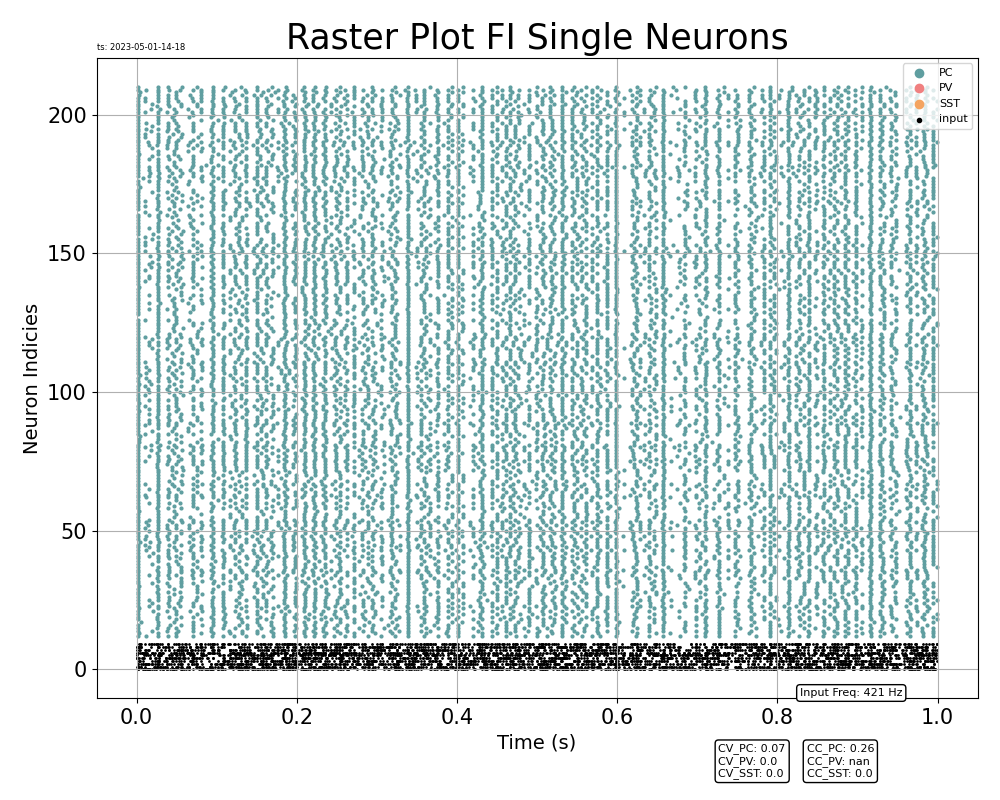 Raster Plot FI Single Neurons
ts: 2023-05-01-14-18
PC
PV
SST
input
200
150
100
50
0
Neuron Indicies
0.0 0.2 0.4 0.6 0.8 1.0
Time (s)
Input Freq: 421 Hz
CV_PC: 0.07
CV_PV: 0.0
CV_SST: 0.0
CC_PC: 0.26
CC_PV: nan
CC_SST: 0.0